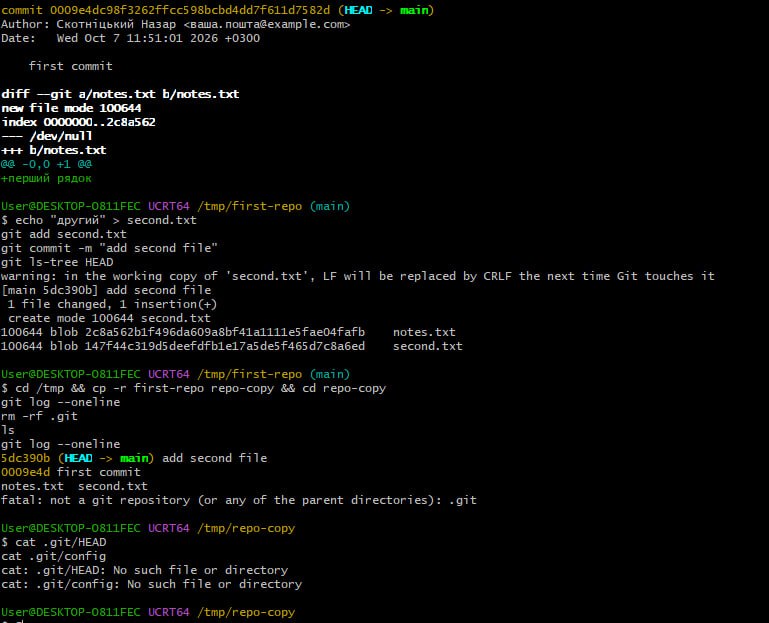 commit 0009e4dc98f3262ffcc598bcbd4dd7f611d7582d (HEAD -> main)
Author: Скотніцький Назар <ваша.пошта@example.com>
Date:   Wed Oct 7 11:51:01 2026 +0300

    first commit

diff --git a/notes.txt b/notes.txt
new file mode 100644
index 0000000..2c8a562
--- /dev/null
+++ b/notes.txt
@@ -0,0 +1 @@
+перший рядок

User@DESKTOP-O811FEC UCRT64 /tmp/first-repo (main)
$ echo "другий" > second.txt
git add second.txt
git commit -m "add second file"
git ls-tree HEAD
warning: in the working copy of 'second.txt', LF will be replaced by CRLF the next time Git touches it
[main 5dc390b] add second file
 1 file changed, 1 insertion(+)
 create mode 100644 second.txt
100644 blob 2c8a562b1f496da609a8bf41a1111e5fae04fafb    notes.txt
100644 blob 147f44c319d5deefdfb1e17a5de5f465d7c8a6ed    second.txt

User@DESKTOP-O811FEC UCRT64 /tmp/first-repo (main)
$ cd /tmp && cp -r first-repo repo-copy && cd repo-copy
git log --oneline
rm -rf .git
ls
git log --oneline
5dc390b (HEAD -> main) add second file
0009e4d first commit
notes.txt  second.txt
fatal: not a git repository (or any of the parent directories): .git

User@DESKTOP-O811FEC UCRT64 /tmp/repo-copy
$ cat .git/HEAD
cat .git/config
cat: .git/HEAD: No such file or directory
cat: .git/config: No such file or directory

User@DESKTOP-O811FEC UCRT64 /tmp/repo-copy